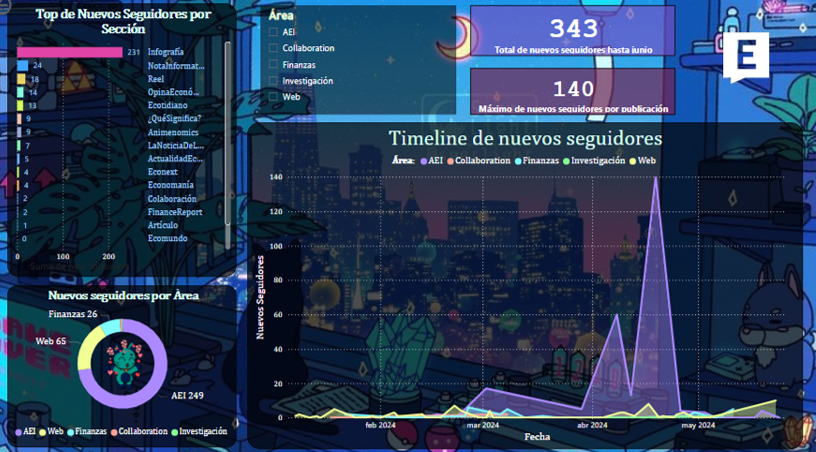 Top de Nuevos Seguidores por
Sección
231 Infografía
24 NotaInformat...
18 Reel
14 OpinaEconó...
13 Ecotidiano
9 ¿QuéSignifica?
9 Animenomics
7 LaNoticiaDeL...
5 ActualidadEc...
4 Econext
4 Economanía
2 Colaboración
2 FinanceReport
1 Artículo
0 Ecomundo
0 100 200
Área
AEI
Collaboration
Finanzas
Investigación
Web
343
Total de nuevos seguidores hasta junio
140
Máximo de nuevos seguidores por publicación
E
Timeline de nuevos seguidores
Área: AEI Collaboration Finanzas Investigación Web
140
120
100
80
60
40
20
0
Nuevos Seguidores
feb 2024 mar 2024 abr 2024 may 2024
Fecha
Nuevos seguidores por Área
Finanzas 26
Web 65
AEI 249
AEI Web Finanzas Collaboration Investigación